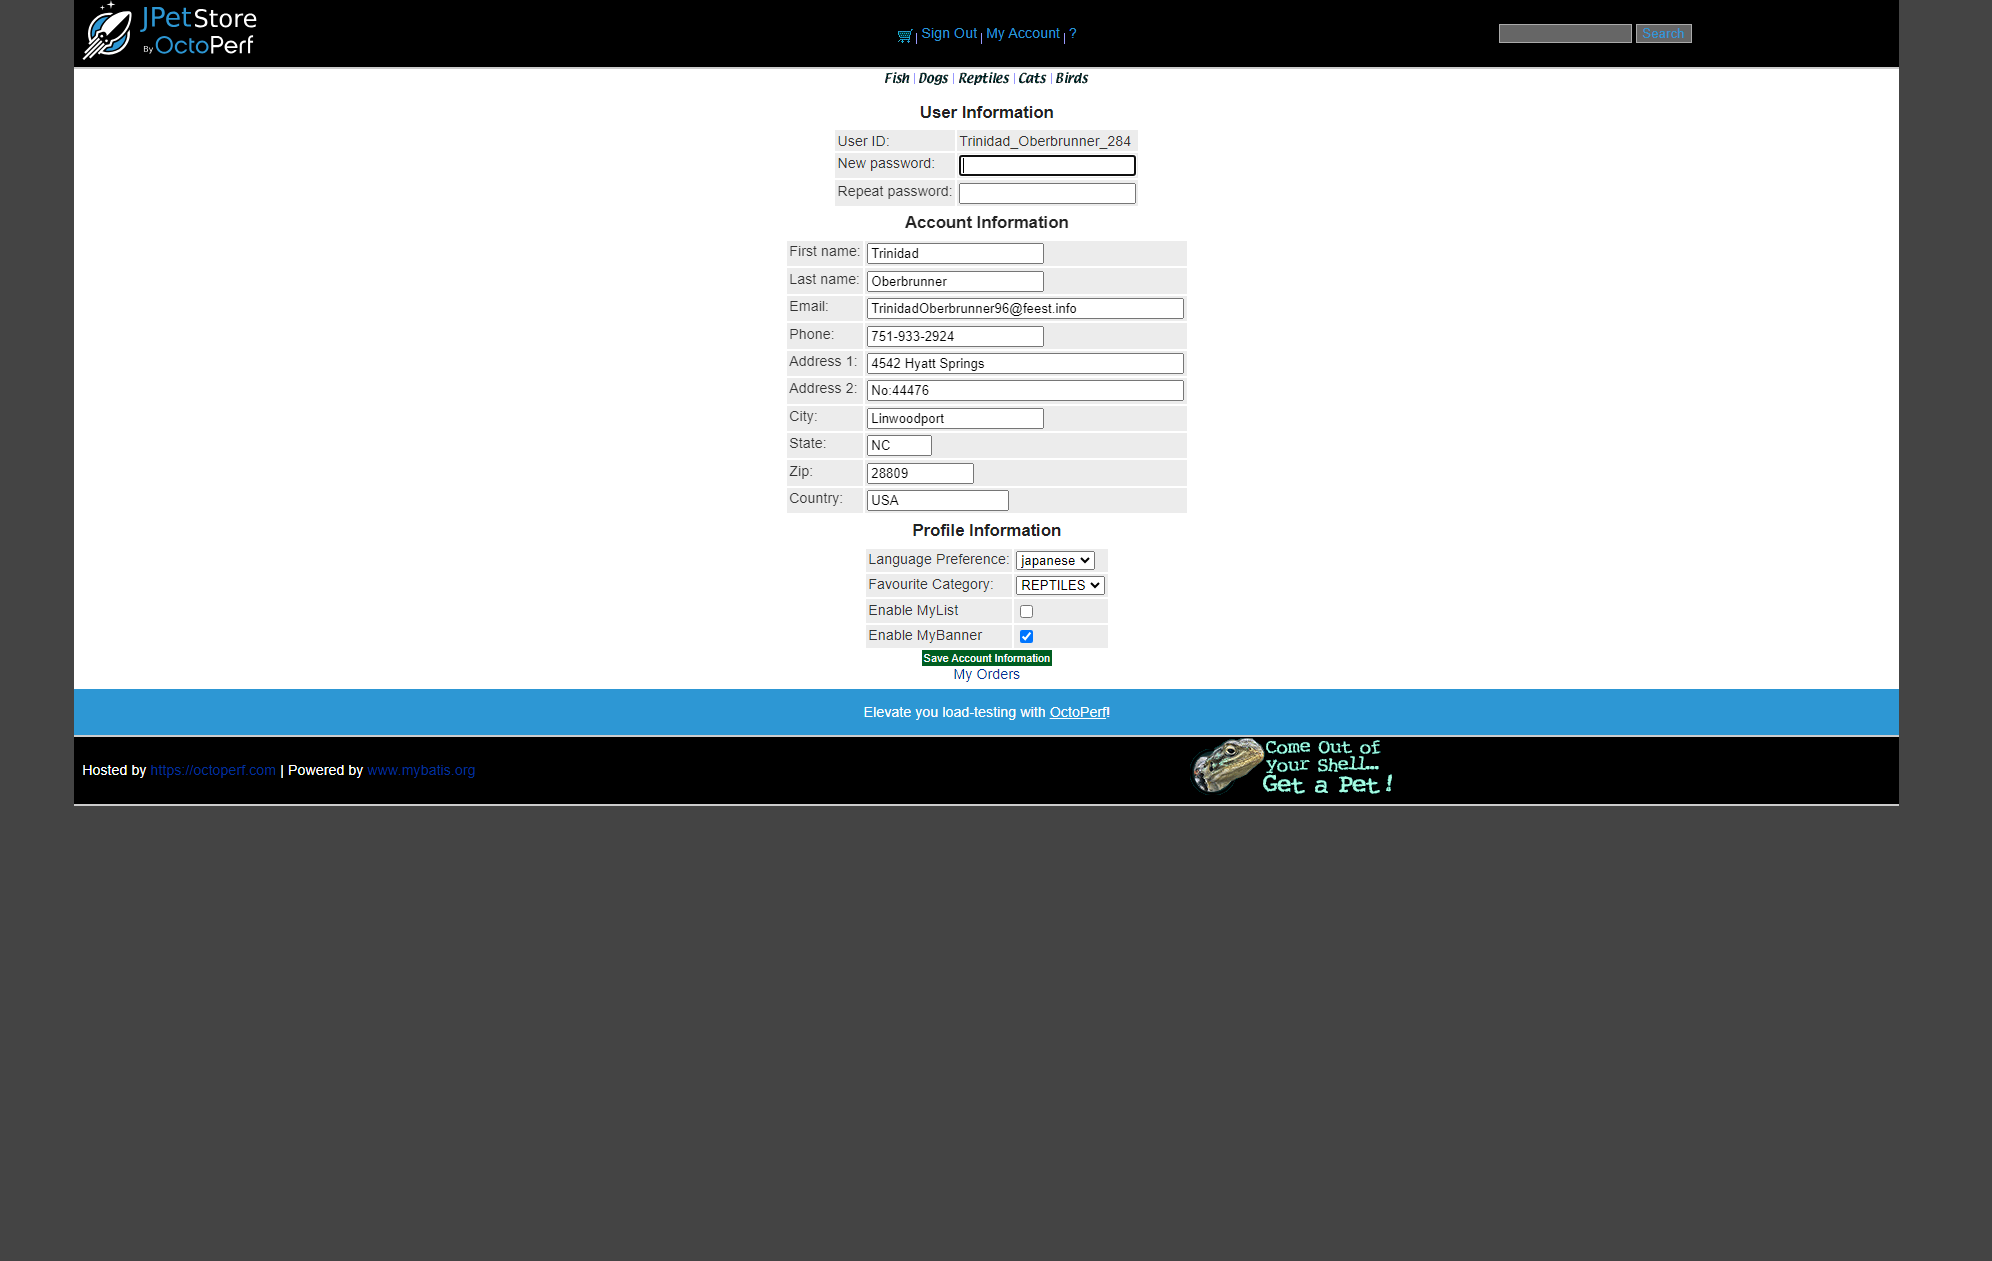 JPetStore
By OctoPerf
Sign Out | My Account | ?
Search
Fish | Dogs | Reptiles | Cats | Birds
User Information
User ID: Trinidad_Oberbrunner_284
New password:
Repeat password:
Account Information
First name: Trinidad
Last name: Oberbrunner
Email: TrinidadOberbrunner96@feest.info
Phone: 751-933-2924
Address 1: 4542 Hyatt Springs
Address 2: No:44476
City: Linwoodport
State: NC
Zip: 28809
Country: USA
Profile Information
Language Preference: japanese
Favourite Category: REPTILES
Enable MyList
Enable MyBanner
Save Account Information
My Orders
Elevate you load-testing with OctoPerf!
Come Out of
your Shell...
Get a Pet !
Hosted by https://octoperf.com | Powered by www.mybatis.org